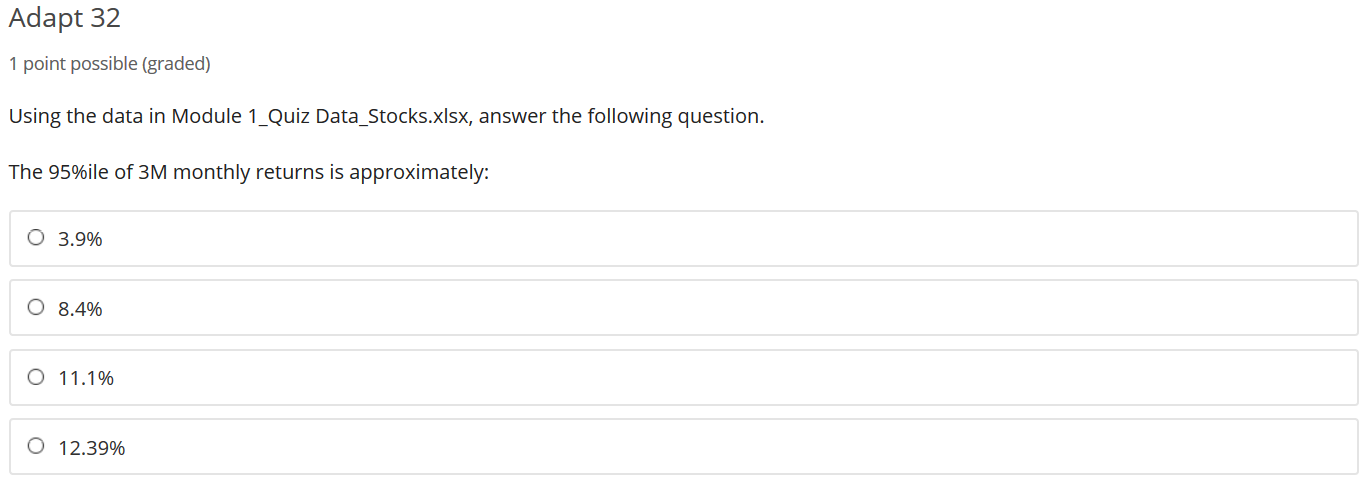 Adapt 32
1 point possible (graded)
Using the data in Module 1_Quiz Data_Stocks.xlsx, answer the following question.
The 95%ile of 3M monthly returns is approximately:
3.9%
8.4%
11.1%
12.39%